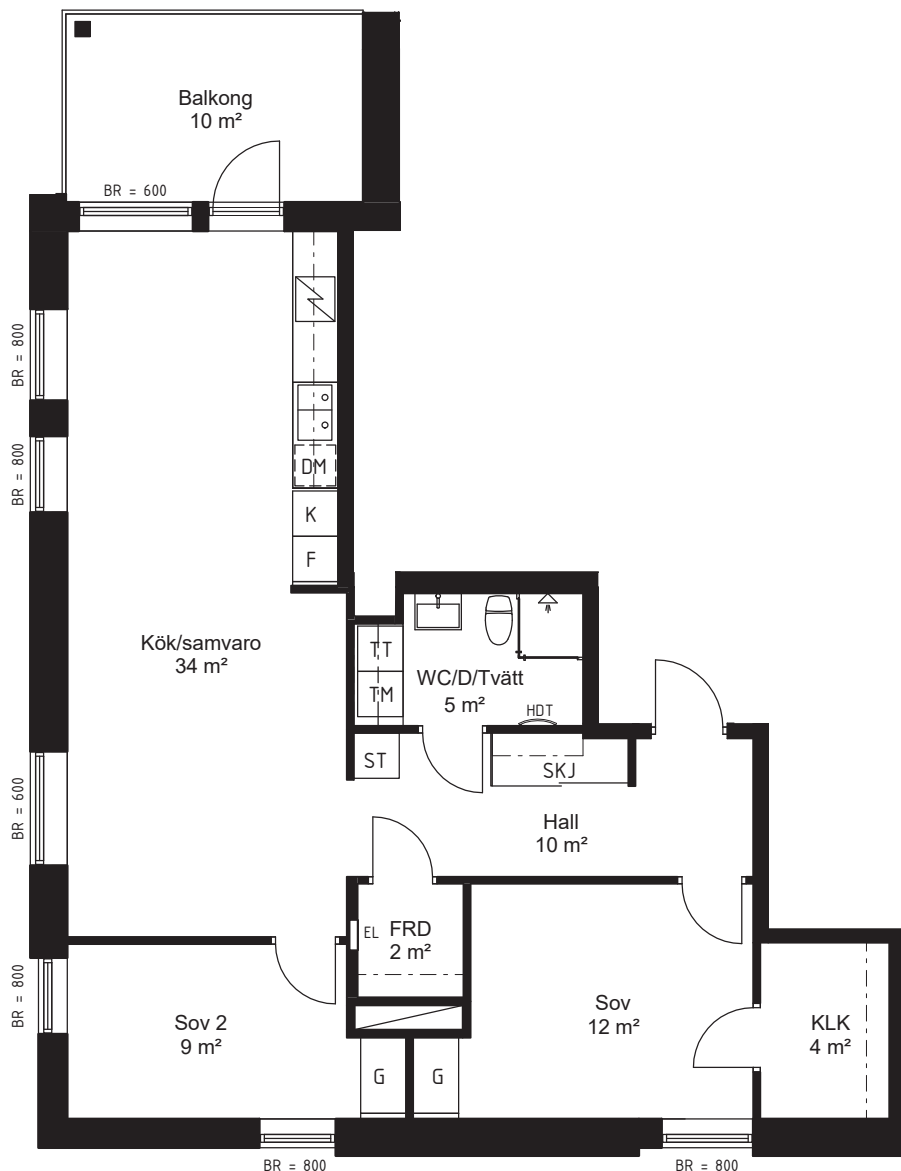 Balkong
10 m²
BR = 600
BR = 800
BR = 800
DM
K
F
Kök/samvaro
34 m²
TT
TM
WC/D/Tvätt
5 m²
HDT
ST
SKJ
BR = 600
Hall
10 m²
EL
FRD
2 m²
BR = 800
Sov 2
9 m²
Sov
12 m²
KLK
4 m²
G
G
BR = 800
BR = 800